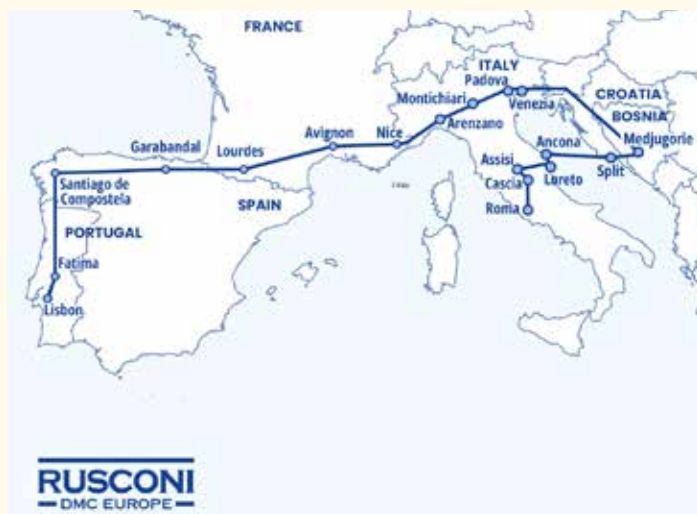 FRANCE
ITALY
Padova
CROATIA
Montichiari
Venezia
BOSNIA
Garabandal
Lourdes
Avignon
Nice
Arenzano
Ancona
Medjugorie
Assisi
Santiago de
Compostela
SPAIN
Cascia
Loreto
Split
Roma
PORTUGAL
Fatima
Lisbon
RUSCONI
DMC EUROPE